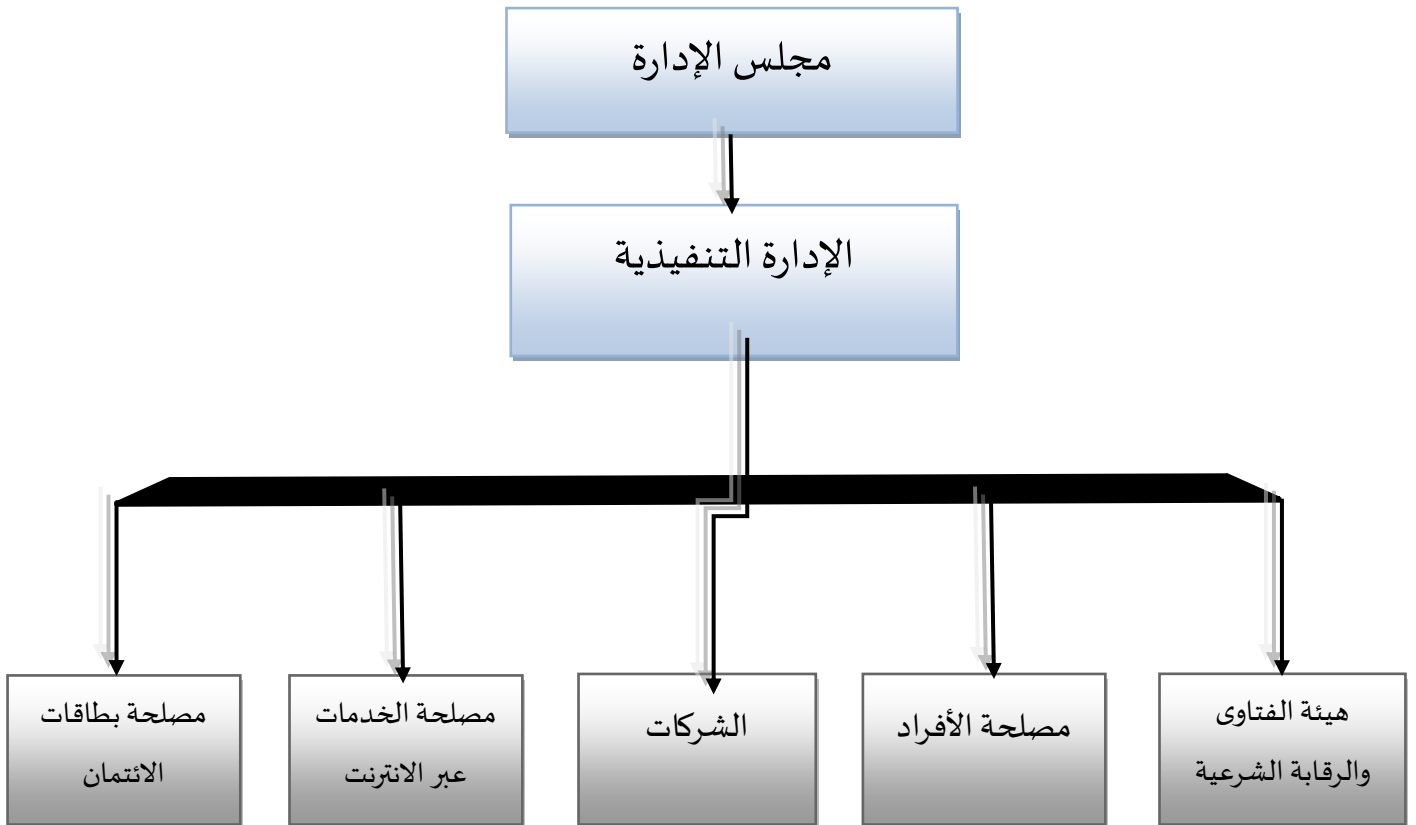 مجلس الإدارة
الإدارة التنفيذية
هيئة الفتاوى
والرقابة الشرعية
مصلحة الأفراد
الشركات
مصلحة الخدمات
عبر الانترنت
مصلحة بطاقات
الائتمان